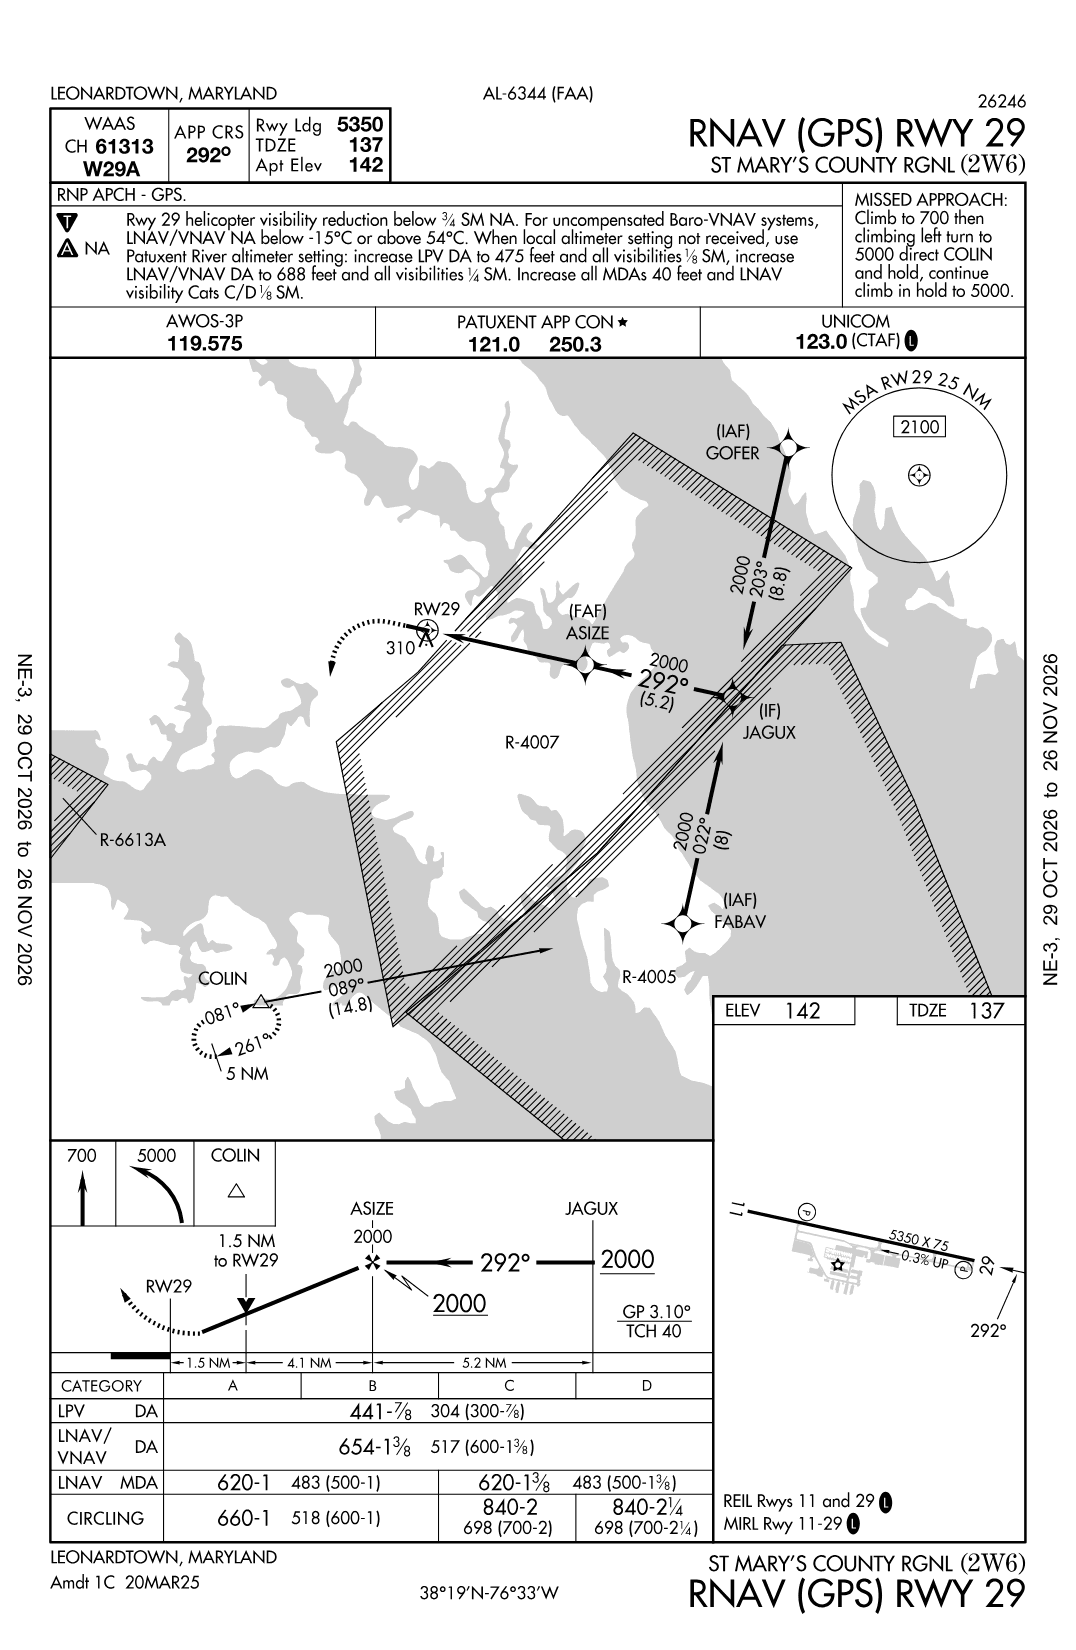 LEONARDTOWN, MARYLAND
AL-6344 (FAA)
26246
WAAS
CH 61313
W29A
APP CRS
292°
Rwy Ldg 5350
TDZE 137
Apt Elev 142
RNAV (GPS) RWY 29
ST MARY'S COUNTY RGNL (2W6)
RNP APCH - GPS.
T
A NA
Rwy 29 helicopter visibility reduction below ¾ SM NA. For uncompensated Baro-VNAV systems,
LNAV/VNAV NA below -15°C or above 54°C. When local altimeter setting not received, use
Patuxent River altimeter setting: increase LPV DA to 475 feet and all visibilities ⅛ SM, increase
LNAV/VNAV DA to 688 feet and all visibilities ¼ SM. Increase all MDAs 40 feet and LNAV
visibility Cats C/D ⅛ SM.
MISSED APPROACH:
Climb to 700 then
climbing left turn to
5000 direct COLIN
and hold, continue
climb in hold to 5000.
AWOS-3P
119.575
PATUXENT APP CON ★
121.0 250.3
UNICOM
123.0 (CTAF) L
MSA RW29 25 NM
2100
(IAF)
GOFER
2000
203°
(8.8)
RW29
310
(FAF)
ASIZE
2000
292°
(5.2)
(IF)
JAGUX
R-4007
R-6613A
2000
022°
(8)
(IAF)
FABAV
R-4005
COLIN
2000
089°
(14.8)
081°
261°
5 NM
NE-3, 29 OCT 2026 to 26 NOV 2026
NE-3, 29 OCT 2026 to 26 NOV 2026
ELEV 142
TDZE 137
11
P
5350 X 75
0.3% UP
P
29
292°
REIL Rwys 11 and 29 L
MIRL Rwy 11-29 L
700
5000
COLIN
ASIZE
JAGUX
2000
1.5 NM
to RW29
RW29
292°
2000
2000
GP 3.10°
TCH 40
1.5 NM
4.1 NM
5.2 NM
CATEGORY A B C D
LPV DA 441-⅞ 304 (300-⅞)
LNAV/
VNAV DA 654-1⅜ 517 (600-1⅜)
LNAV MDA 620-1 483 (500-1) 620-1⅜ 483 (500-1⅜)
CIRCLING 660-1 518 (600-1)
840-2 840-2¼
698 (700-2) 698 (700-2¼)
LEONARDTOWN, MARYLAND
Amdt 1C 20MAR25
38°19'N-76°33'W
ST MARY'S COUNTY RGNL (2W6)
RNAV (GPS) RWY 29